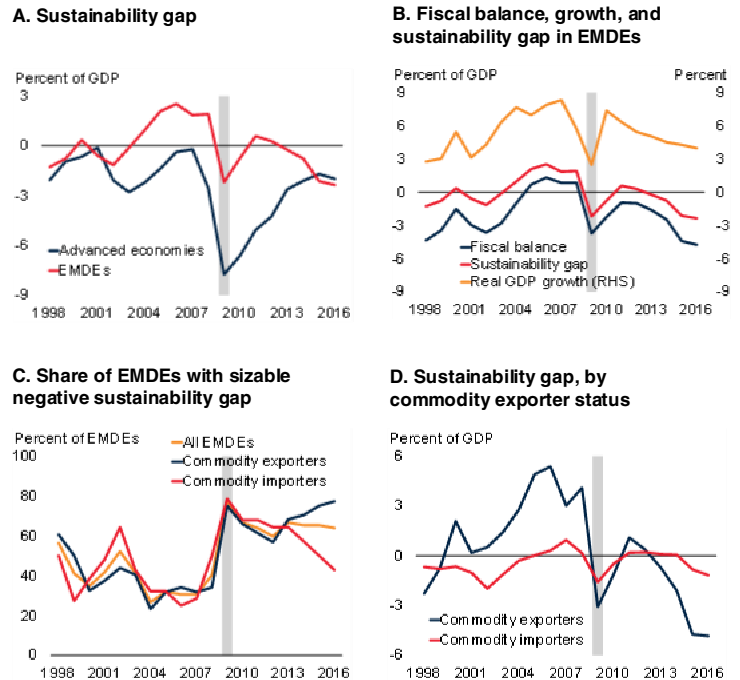 A. Sustainability gap
Percent of GDP
3
0
-3
-6
-9
Advanced economies
EMDEs
1998 2001 2004 2007 2010 2013 2016
B. Fiscal balance, growth, and
sustainability gap in EMDEs
Percent of GDP Percent
9 9
6 6
3 3
0 0
-3 -3
-6 -6
-9 -9
Fiscal balance
Sustainability gap
Real GDP growth (RHS)
1998 2001 2004 2007 2010 2013 2016
C. Share of EMDEs with sizable
negative sustainability gap
Percent of EMDEs
100
80
60
40
20
0
All EMDEs
Commodity exporters
Commodity importers
1998 2001 2004 2007 2010 2013 2016
D. Sustainability gap, by
commodity exporter status
Percent of GDP
6
3
0
-3
-6
Commodity exporters
Commodity importers
1998 2001 2004 2007 2010 2013 2016